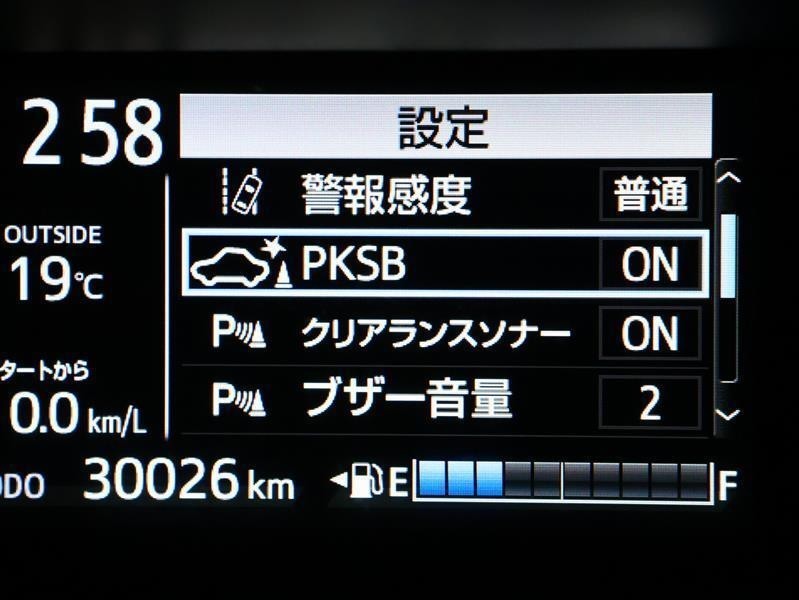 2 58
設定
警報感度 普通
OUTSIDE
PKSB ON
19℃
P クリアランスソナー ON
タートから
P ブザー音量 2
0.0 km/L
ODO 30026 km E F